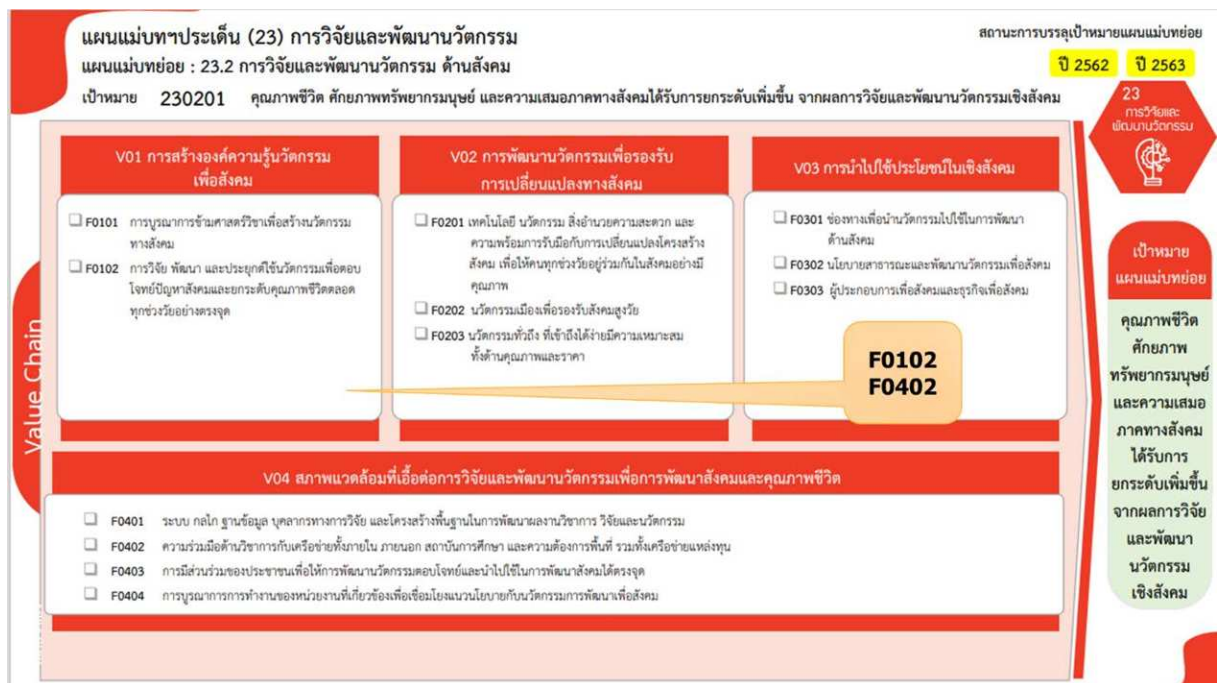 แผนแม่บทฯประเด็น (23) การวิจัยและพัฒนานวัตกรรม
แผนแม่บทย่อย : 23.2 การวิจัยและพัฒนานวัตกรรม ด้านสังคม
เป้าหมาย 230201 คุณภาพชีวิต ศักยภาพทรัพยากรมนุษย์ และความเสมอภาคทางสังคมได้รับการยกระดับเพิ่มขึ้น จากผลการวิจัยและพัฒนานวัตกรรมเชิงสังคม
สถานะการบรรลุเป้าหมายแผนแม่บทย่อย
ปี 2562 ปี 2563
23
การวิจัยและ
พัฒนานวัตกรรม
Value Chain
V01 การสร้างองค์ความรู้นวัตกรรม
เพื่อสังคม
F0101 การบูรณาการข้ามศาสตร์วิชาเพื่อสร้างนวัตกรรม
ทางสังคม
F0102 การวิจัย พัฒนา และประยุกต์ใช้นวัตกรรมเพื่อตอบ
โจทย์ปัญหาสังคมและยกระดับคุณภาพชีวิตตลอด
ทุกช่วงวัยอย่างตรงจุด
V02 การพัฒนานวัตกรรมเพื่อรองรับ
การเปลี่ยนแปลงทางสังคม
F0201 เทคโนโลยี นวัตกรรม สิ่งอำนวยความสะดวก และ
ความพร้อมการรับมือกับการเปลี่ยนแปลงโครงสร้าง
สังคม เพื่อให้คนทุกช่วงวัยอยู่ร่วมกันในสังคมอย่างมี
คุณภาพ
F0202 นวัตกรรมเมืองเพื่อรองรับสังคมสูงวัย
F0203 นวัตกรรมทั่วถึง ที่เข้าถึงได้ง่ายมีความเหมาะสม
ทั้งด้านคุณภาพและราคา
V03 การนำไปใช้ประโยชน์ในเชิงสังคม
F0301 ช่องทางเพื่อนำนวัตกรรมไปใช้ในการพัฒนา
ด้านสังคม
F0302 นโยบายสาธารณะและพัฒนานวัตกรรมเพื่อสังคม
F0303 ผู้ประกอบการเพื่อสังคมและธุรกิจเพื่อสังคม
F0102
F0402
V04 สภาพแวดล้อมที่เอื้อต่อการวิจัยและพัฒนานวัตกรรมเพื่อการพัฒนาสังคมและคุณภาพชีวิต
F0401 ระบบ กลไก ฐานข้อมูล บุคลากรทางการวิจัย และโครงสร้างพื้นฐานในการพัฒนาผลงานวิชาการ วิจัยและนวัตกรรม
F0402 ความร่วมมือด้านวิชาการกับเครือข่ายทั้งภายใน ภายนอก สถาบันการศึกษา และความต้องการพื้นที่ รวมทั้งเครือข่ายแหล่งทุน
F0403 การมีส่วนร่วมของประชาชนเพื่อให้การพัฒนานวัตกรรมตอบโจทย์และนำไปใช้ในการพัฒนาสังคมได้ตรงจุด
F0404 การบูรณาการการทำงานของหน่วยงานที่เกี่ยวข้องเพื่อเชื่อมโยงแนวนโยบายกับนวัตกรรมการพัฒนาเพื่อสังคม
เป้าหมาย
แผนแม่บทย่อย
คุณภาพชีวิต
ศักยภาพ
ทรัพยากรมนุษย์
และความเสมอ
ภาคทางสังคม
ได้รับการ
ยกระดับเพิ่มขึ้น
จากผลการวิจัย
และพัฒนา
นวัตกรรม
เชิงสังคม